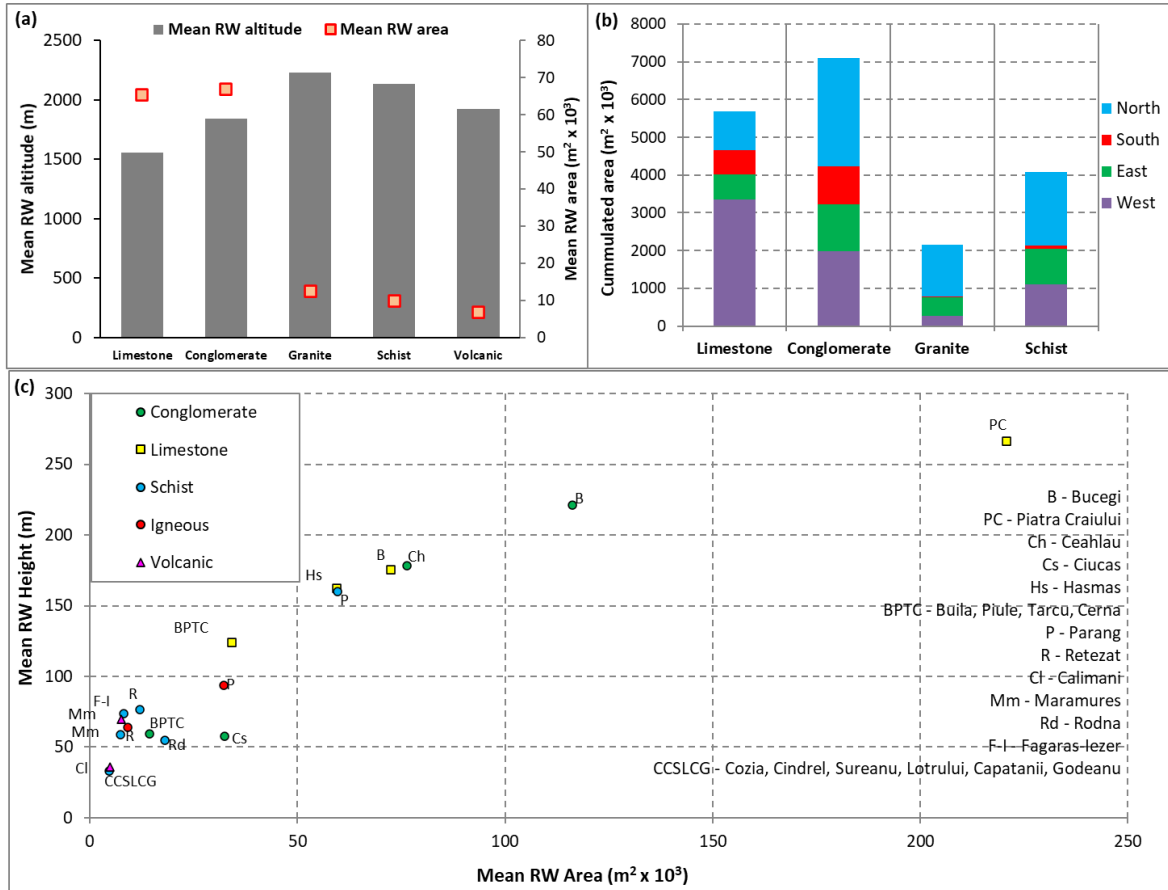 (a)
Mean RW altitude
Mean RW area
2500
2000
1500
1000
500
0
Mean RW altitude (m)
80
70
60
50
40
30
20
10
0
Mean RW area (m² x 10³)
Limestone
Conglomerate
Granite
Schist
Volcanic
(b)
8000
7000
6000
5000
4000
3000
2000
1000
0
Cummulated area (m² x 10³)
North
South
East
West
Limestone
Conglomerate
Granite
Schist
(c)
300
250
200
150
100
50
0
Mean RW Height (m)
Conglomerate
Limestone
Schist
Igneous
Volcanic
PC
B
B
Ch
Hs
P
BPTC
P
R
F-I
Mm
BPTC
Mm
R
Rd
Cs
Cl
CCSLCG
B - Bucegi
PC - Piatra Craiului
Ch - Ceahlau
Cs - Ciucas
Hs - Hasmas
BPTC - Buila, Piule, Tarcu, Cerna
P - Parang
R - Retezat
Cl - Calimani
Mm - Maramures
Rd - Rodna
F-I - Fagaras-Iezer
CCSLCG - Cozia, Cindrel, Sureanu, Lotrului, Capatanii, Godeanu
0
50
100
150
200
250
Mean RW Area (m² x 10³)